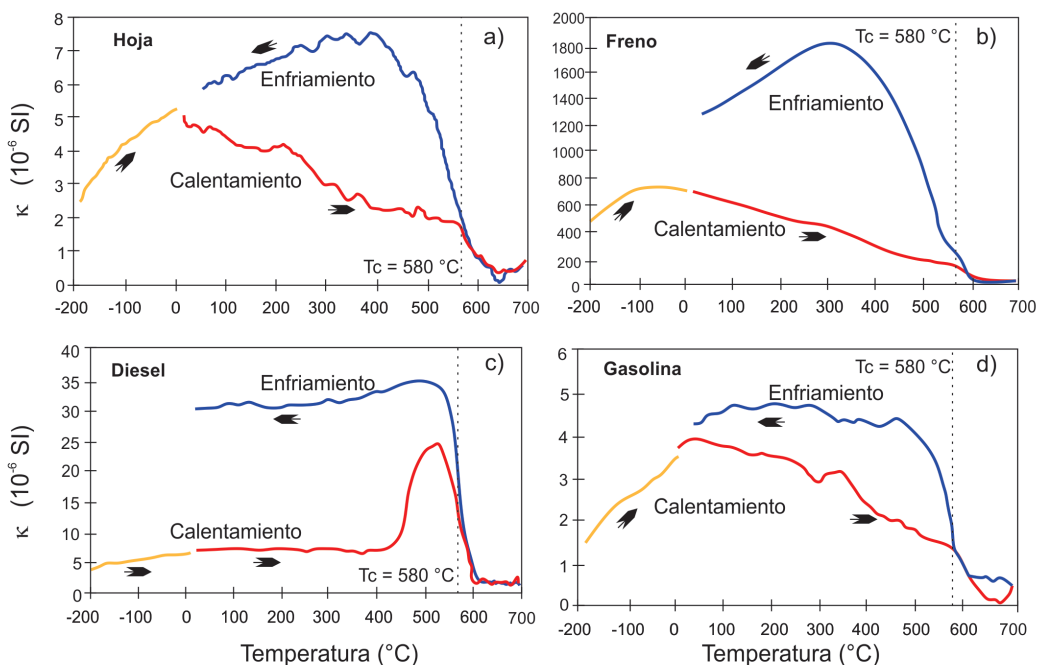 Hoja
a)
8
7
6
5
4
3
2
1
0
κ (10⁻⁶ SI)
Enfriamiento
Calentamiento
Tc = 580 °C
-200 -100 0 100 200 300 400 500 600 700
Freno
Tc = 580 °C
b)
2000
1800
1600
1400
1200
1000
800
600
400
200
0
Enfriamiento
Calentamiento
-200 -100 0 100 200 300 400 500 600 700
Diesel
c)
40
35
30
25
20
15
10
5
0
κ (10⁻⁶ SI)
Enfriamiento
Calentamiento
Tc = 580 °C
-200 -100 0 100 200 300 400 500 600 700
Temperatura (°C)
Gasolina
Tc = 580 °C
d)
6
5
4
3
2
1
0
Enfriamiento
Calentamiento
-200 -100 0 100 200 300 400 500 600 700
Temperatura (°C)